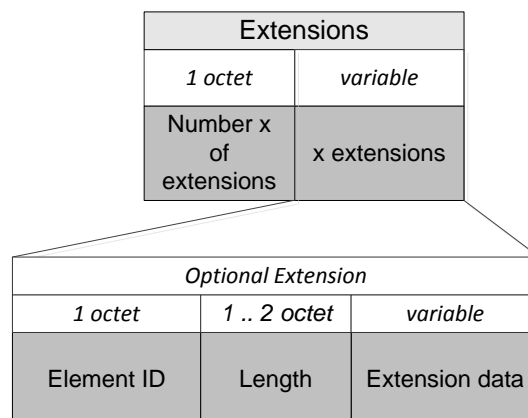 Extensions
1 octet
variable
Number x
of
extensions
x extensions
Optional Extension
1 octet
1 .. 2 octet
variable
Element ID
Length
Extension data